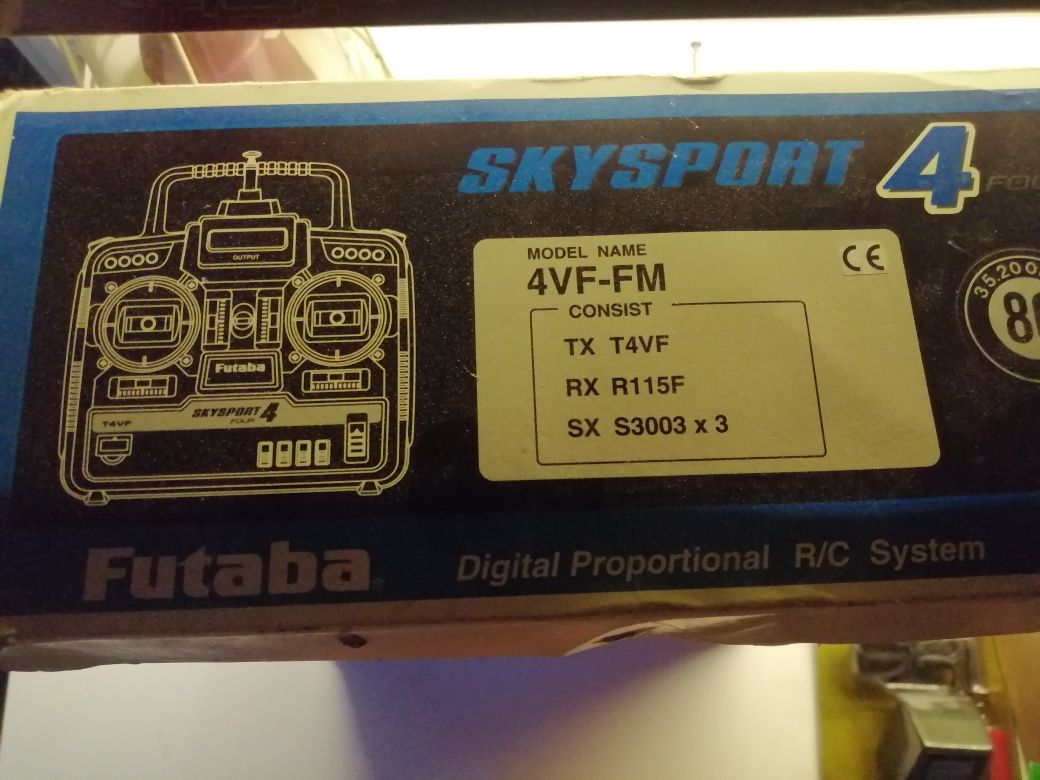 SKYSPORT 4
OUTPUT
MODEL NAME
4VF-FM
CE
CONSIST
TX T4VF
RX R115F
SX S3003 x 3
Futaba
SKYSPORT 4
FOUR
T4VF
Futaba
Digital Proportional R/C System